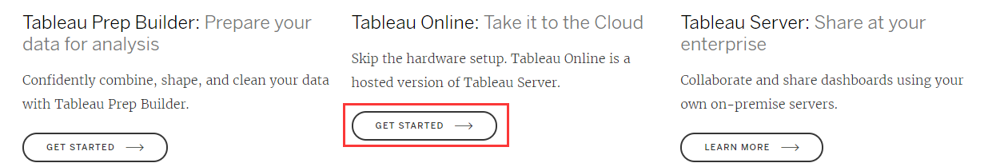 Tableau Prep Builder: Prepare your
data for analysis
Confidently combine, shape, and clean your data
with Tableau Prep Builder.
GET STARTED
Tableau Online: Take it to the Cloud
Skip the hardware setup. Tableau Online is a
hosted version of Tableau Server.
GET STARTED
Tableau Server: Share at your
enterprise
Collaborate and share dashboards using your
own on-premise servers.
LEARN MORE